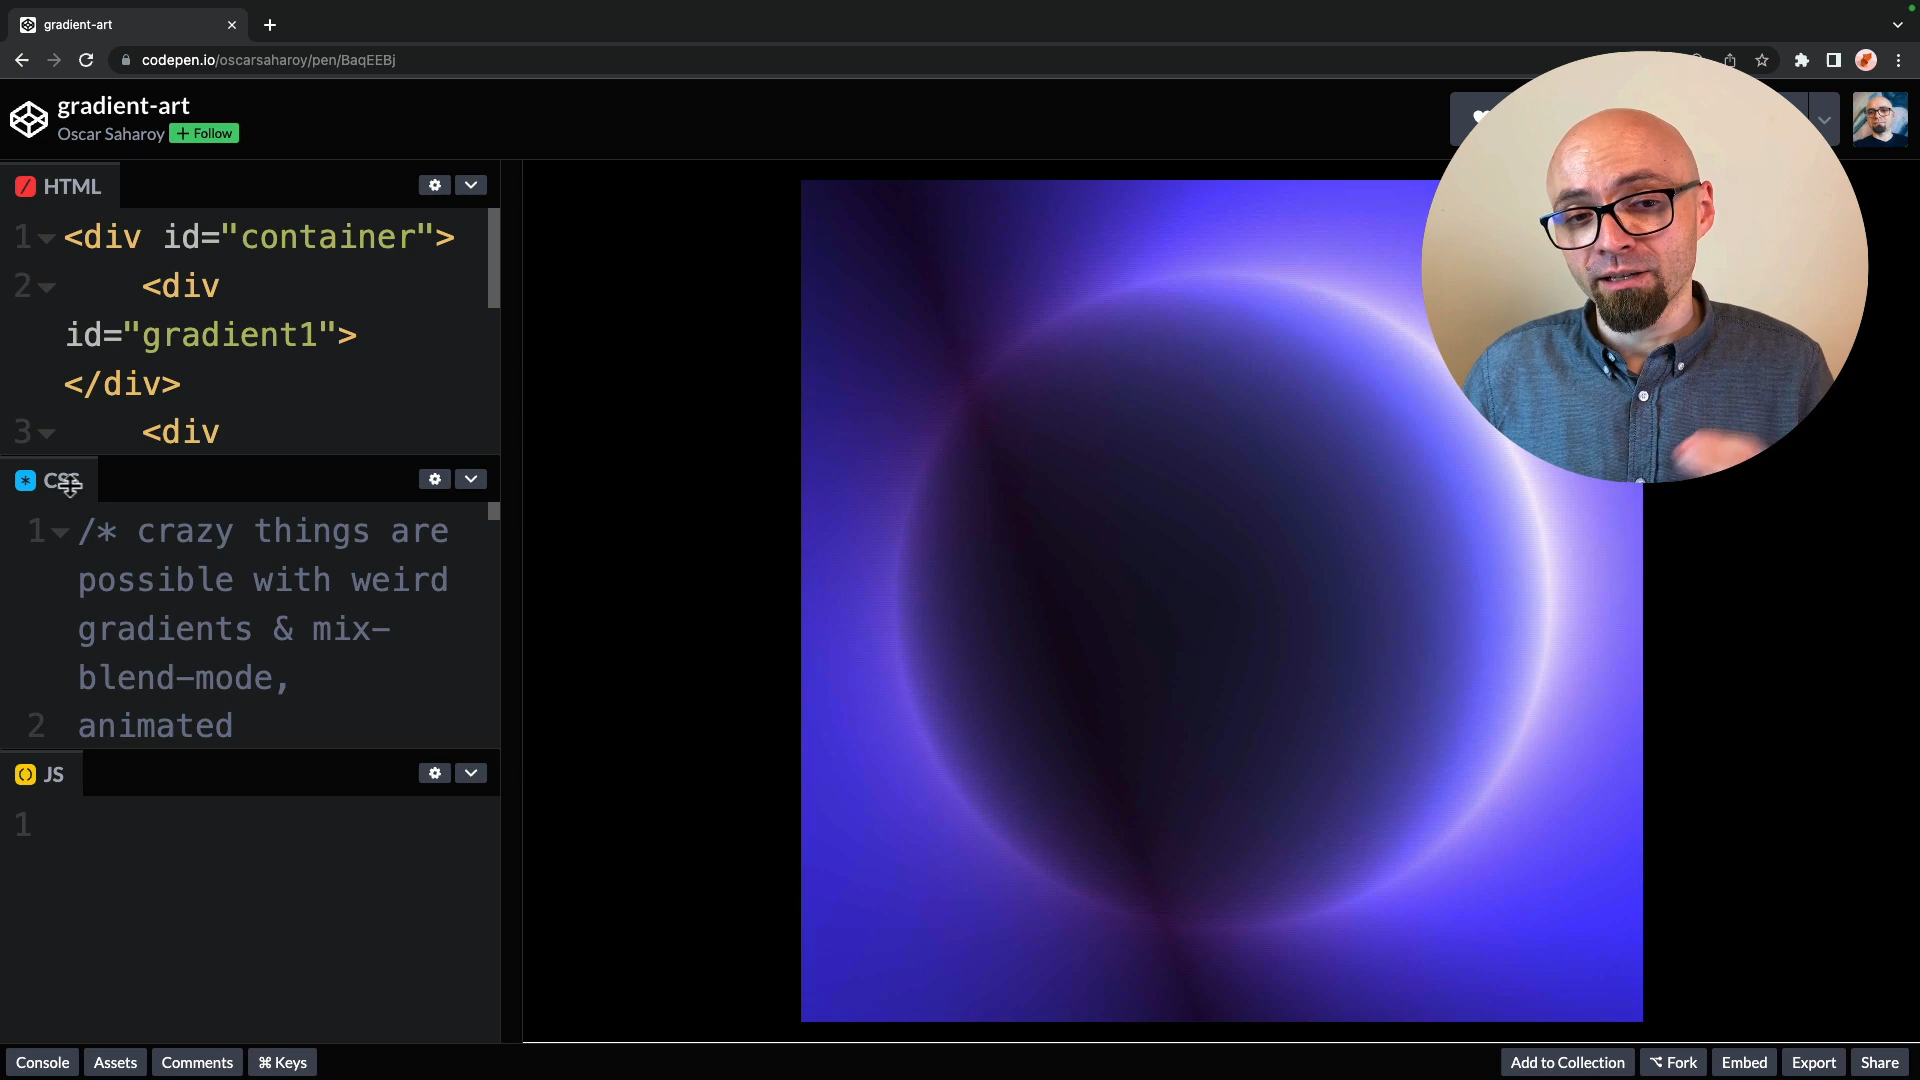 gradient-art
codepen.io/oscarsaharoy/pen/BaqEEBj
gradient-art
Oscar Saharoy + Follow
HTML
1 <div id="container">
2 <div
id="gradient1">
</div>
3 <div
CSS
1 /* crazy things are
possible with weird
gradients & mix-
blend-mode,
2 animated
JS
1
Console Assets Comments ⌘ Keys Add to Collection Fork Embed Export Share